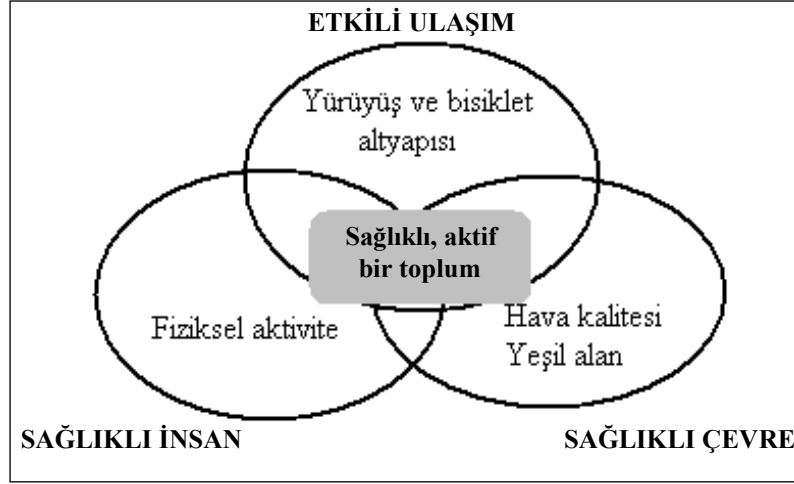 ETKİLİ ULAŞIM
Yürüyüş ve bisiklet
altyapısı
Sağlıklı, aktif
bir toplum
Fiziksel aktivite
Hava kalitesi
Yeşil alan
SAĞLIKLI İNSAN
SAĞLIKLI ÇEVRE